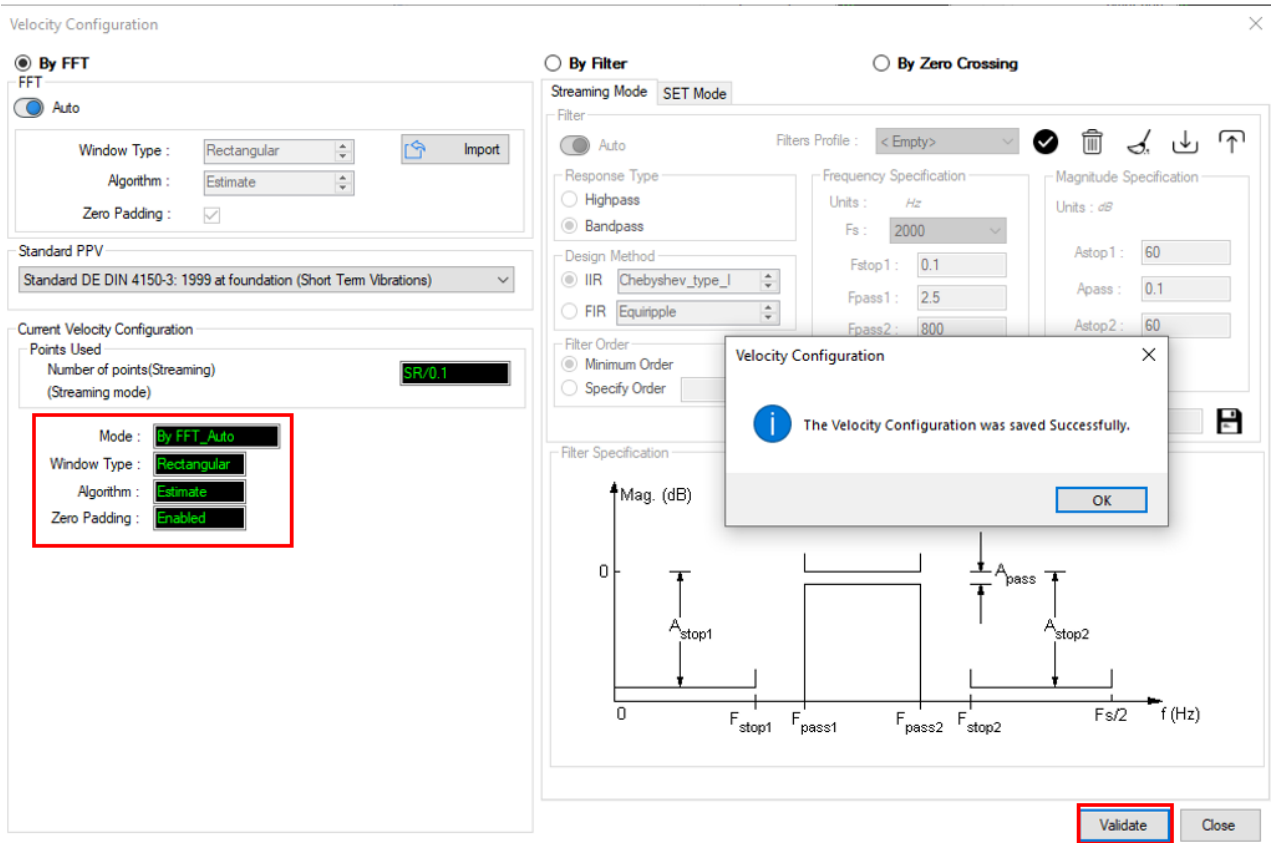 Velocity Configuration
By FFT
FFT
Auto
Window Type :
Rectangular
Import
Algorithm :
Estimate
Zero Padding :
Standard PPV
Standard DE DIN 4150-3: 1999 at foundation (Short Term Vibrations)
Current Velocity Configuration
Points Used
Number of points(Streaming)
SR/0.1
(Streaming mode)
Mode :
By FFT_Auto
Window Type :
Rectangular
Algorithm :
Estimate
Zero Padding :
Enabled
By Filter
By Zero Crossing
Streaming Mode
SET Mode
Filter
Auto
Filters Profile :
< Empty>
Response Type
Highpass
Bandpass
Design Method
IIR
Chebyshev_type_I
FIR
Equiripple
Filter Order
Minimum Order
Specify Order
Frequency Specification
Units :
Hz
Fs :
2000
Fstop1 :
0.1
Fpass1 :
2.5
Fpass2 :
800
Magnitude Specification
Units : dB
Astop1 :
60
Apass :
0.1
Astop2 :
60
Velocity Configuration
The Velocity Configuration was saved Successfully.
OK
Filter Specification
Mag. (dB)
0
Apass
Astop1
Astop2
0
Fstop1
Fpass1
Fpass2
Fstop2
Fs/2
f (Hz)
Validate
Close